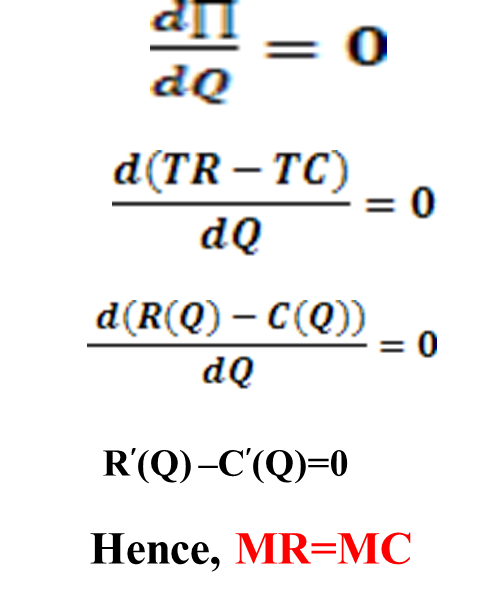 dΠ/dQ = 0
d(TR − TC)/dQ = 0
d(R(Q) − C(Q))/dQ = 0
R′(Q) –C′(Q)=0
Hence, MR=MC